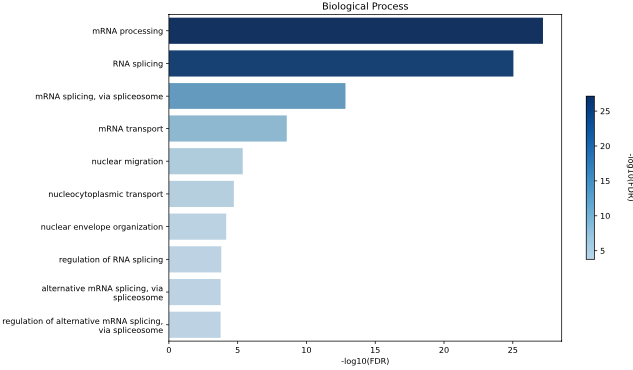 Biological Process
mRNA processing
RNA splicing
mRNA splicing, via spliceosome
mRNA transport
nuclear migration
nucleocytoplasmic transport
nuclear envelope organization
regulation of RNA splicing
alternative mRNA splicing, via
spliceosome
regulation of alternative mRNA splicing,
via spliceosome
0 5 10 15 20 25
-log10(FDR)
25
20
15
10
5
-log10(FDR)